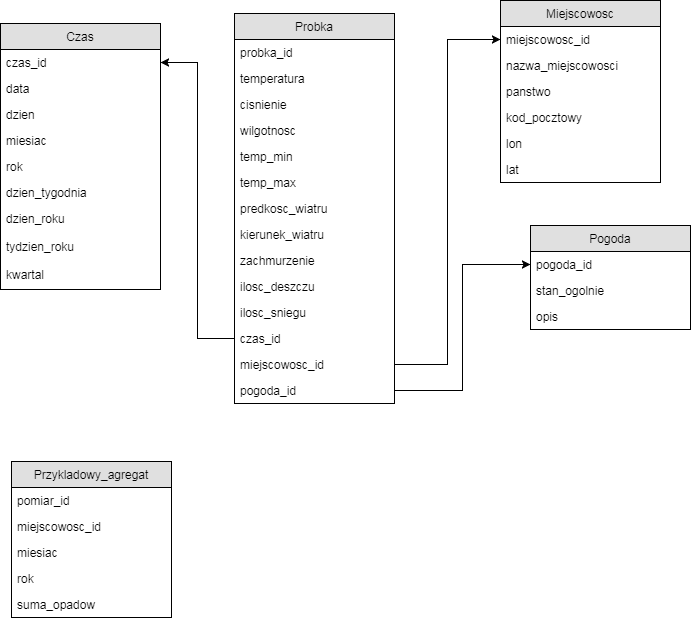 Czas
czas_id
data
dzien
miesiac
rok
dzien_tygodnia
dzien_roku
tydzien_roku
kwartal
Probka
probka_id
temperatura
cisnienie
wilgotnosc
temp_min
temp_max
predkosc_wiatru
kierunek_wiatru
zachmurzenie
ilosc_deszczu
ilosc_sniegu
czas_id
miejscowosc_id
pogoda_id
Miejscowosc
miejscowosc_id
nazwa_miejscowosci
panstwo
kod_pocztowy
lon
lat
Pogoda
pogoda_id
stan_ogolnie
opis
Przykladowy_agregat
pomiar_id
miejscowosc_id
miesiac
rok
suma_opadow